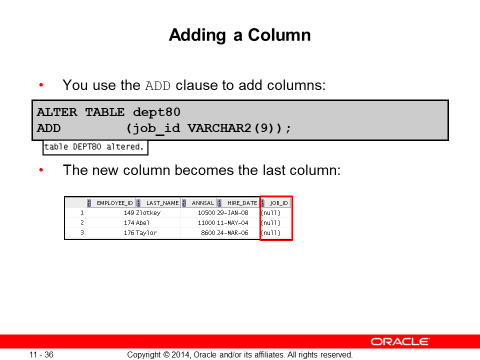 Adding a Column
• You use the ADD clause to add columns:
ALTER TABLE dept80
ADD (job_id VARCHAR2(9));
table DEPT80 altered.
• The new column becomes the last column:
EMPLOYEE_ID LAST_NAME ANNSAL HIRE_DATE JOB_ID
1 149 Zlotkey 10500 29-JAN-08 (null)
2 174 Abel 11000 11-MAY-04 (null)
3 176 Taylor 8600 24-MAR-06 (null)
ORACLE
11 - 36 Copyright © 2014, Oracle and/or its affiliates. All rights reserved.